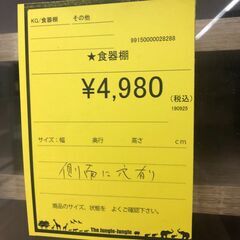 KG/食器棚 その他
99150000028288
★食器棚
¥4,980
(税込)
190925
サイズ:幅 奥行 高さ cm
側面に穴有り
商品のサイズ、状態を よくご確認下さい。
The Jungle-Jungle